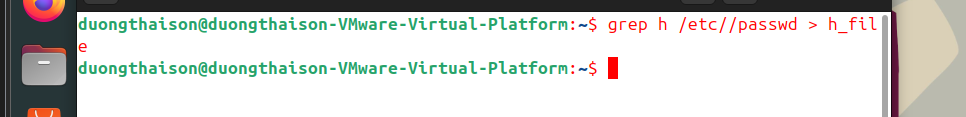 duongthaison@duongthaison-VMware-Virtual-Platform:~$ grep h /etc//passwd > h_fil
e
duongthaison@duongthaison-VMware-Virtual-Platform:~$